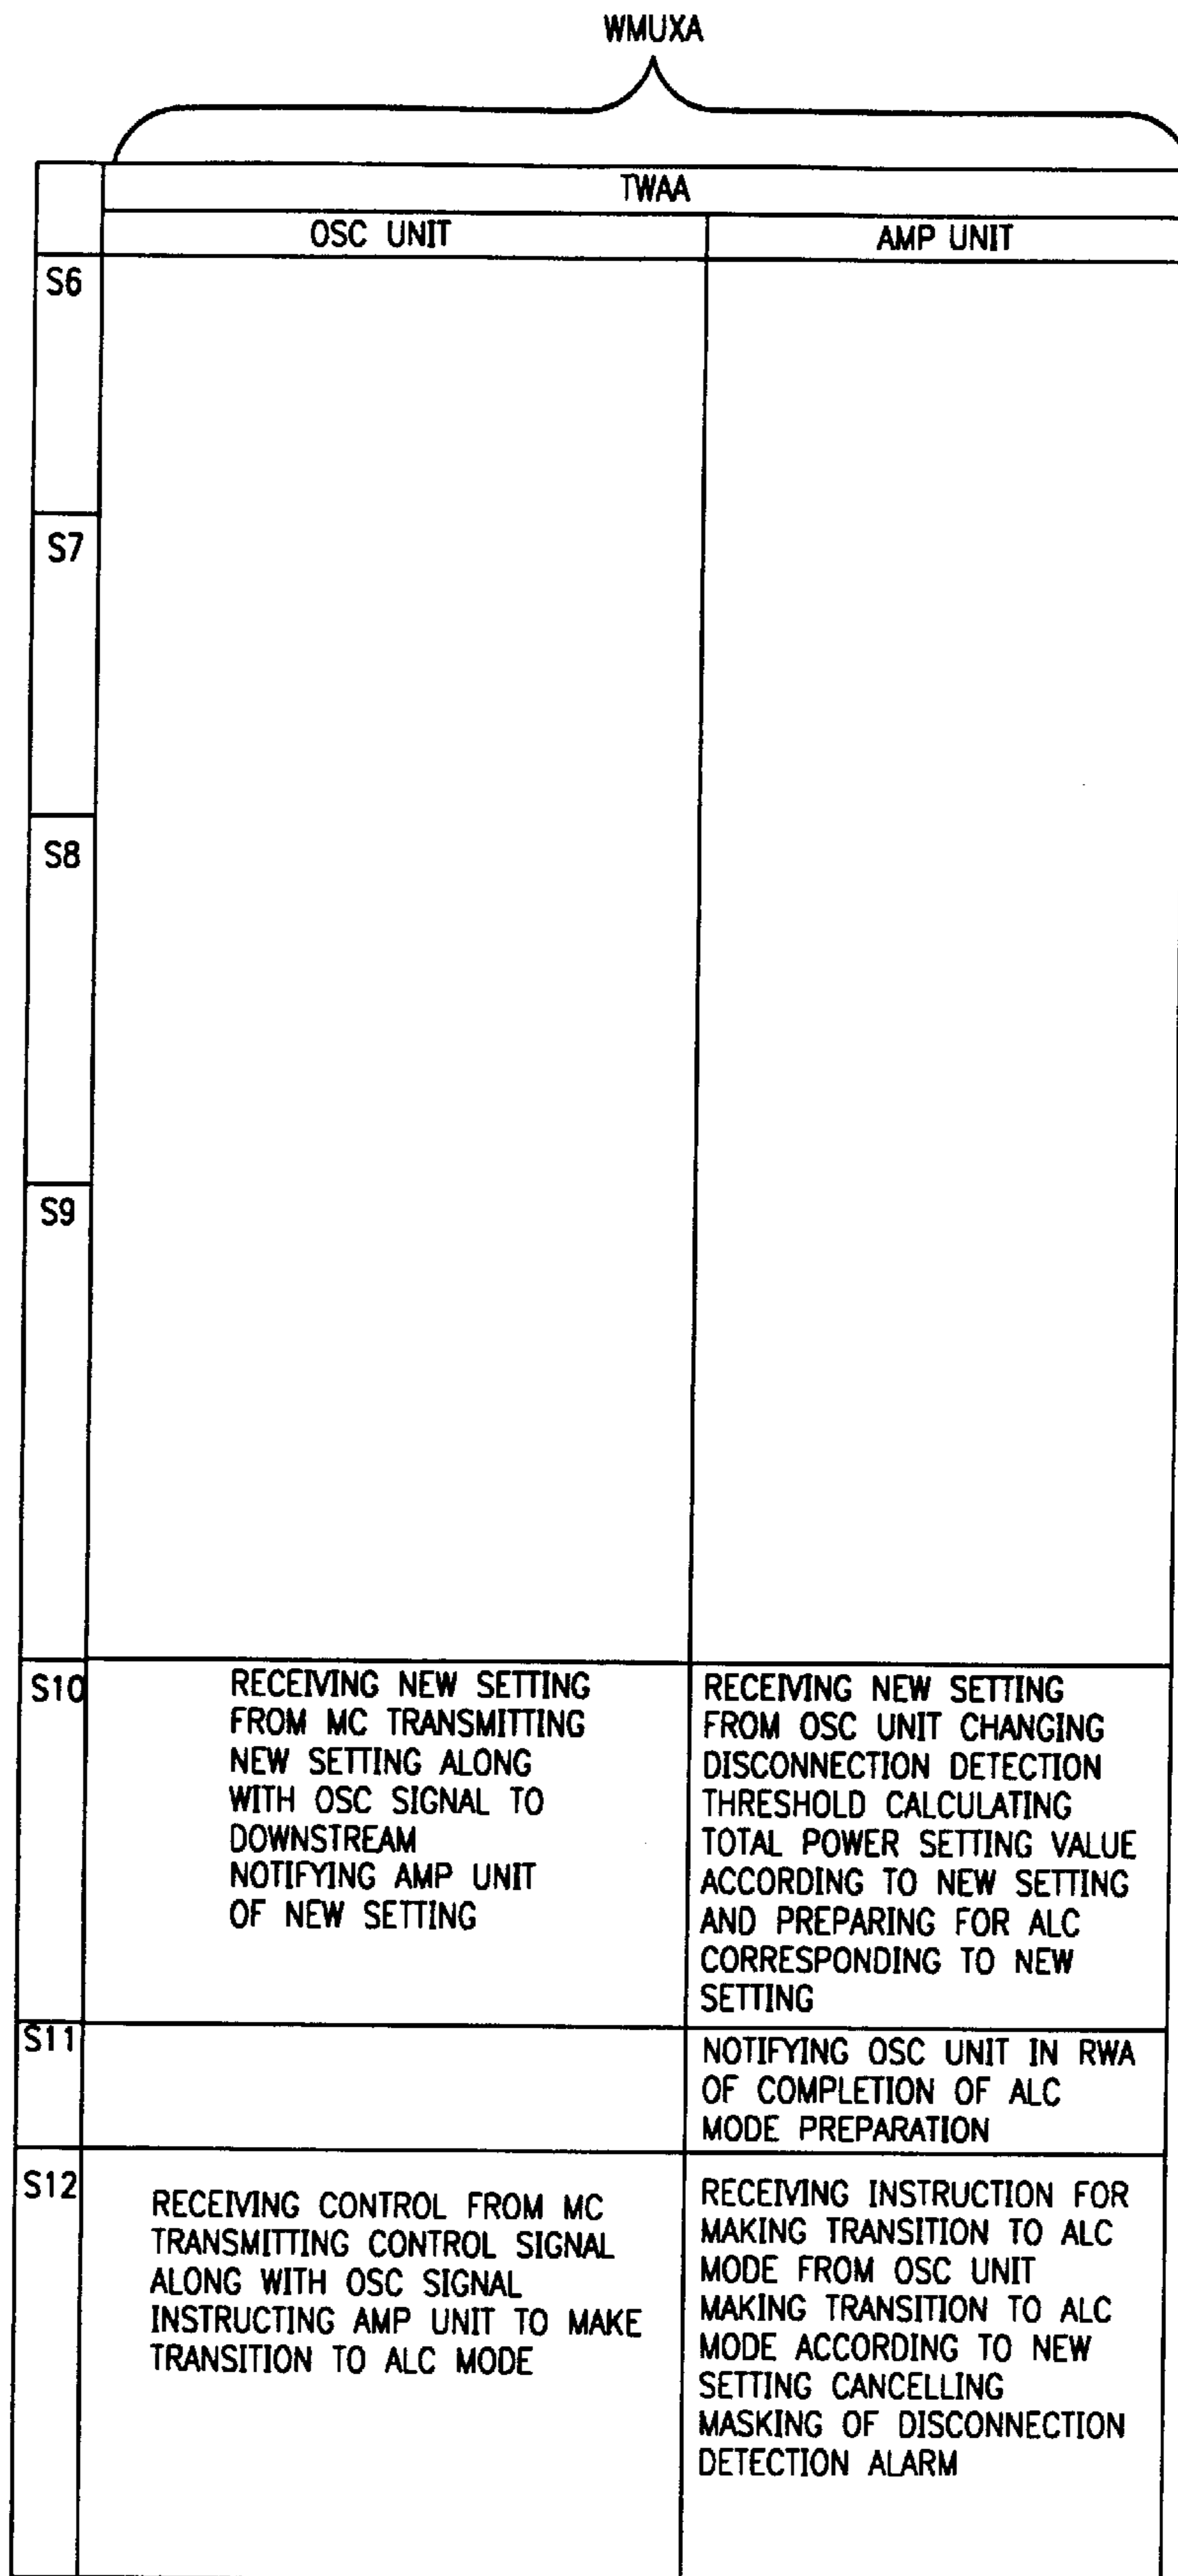 WMUXA
TWAA
OSC UNIT
AMP UNIT
S6
S7
S8
S9
S10
RECEIVING NEW SETTING
FROM MC TRANSMITTING
NEW SETTING ALONG
WITH OSC SIGNAL TO
DOWNSTREAM
NOTIFYING AMP UNIT
OF NEW SETTING
RECEIVING NEW SETTING
FROM OSC UNIT CHANGING
DISCONNECTION DETECTION
THRESHOLD CALCULATING
TOTAL POWER SETTING VALUE
ACCORDING TO NEW SETTING
AND PREPARING FOR ALC
CORRESPONDING TO NEW
SETTING
S11
NOTIFYING OSC UNIT IN RWA
OF COMPLETION OF ALC
MODE PREPARATION
S12
RECEIVING CONTROL FROM MC
TRANSMITTING CONTROL SIGNAL
ALONG WITH OSC SIGNAL
INSTRUCTING AMP UNIT TO MAKE
TRANSITION TO ALC MODE
RECEIVING INSTRUCTION FOR
MAKING TRANSITION TO ALC
MODE FROM OSC UNIT
MAKING TRANSITION TO ALC
MODE ACCORDING TO NEW
SETTING CANCELLING
MASKING OF DISCONNECTION
DETECTION ALARM